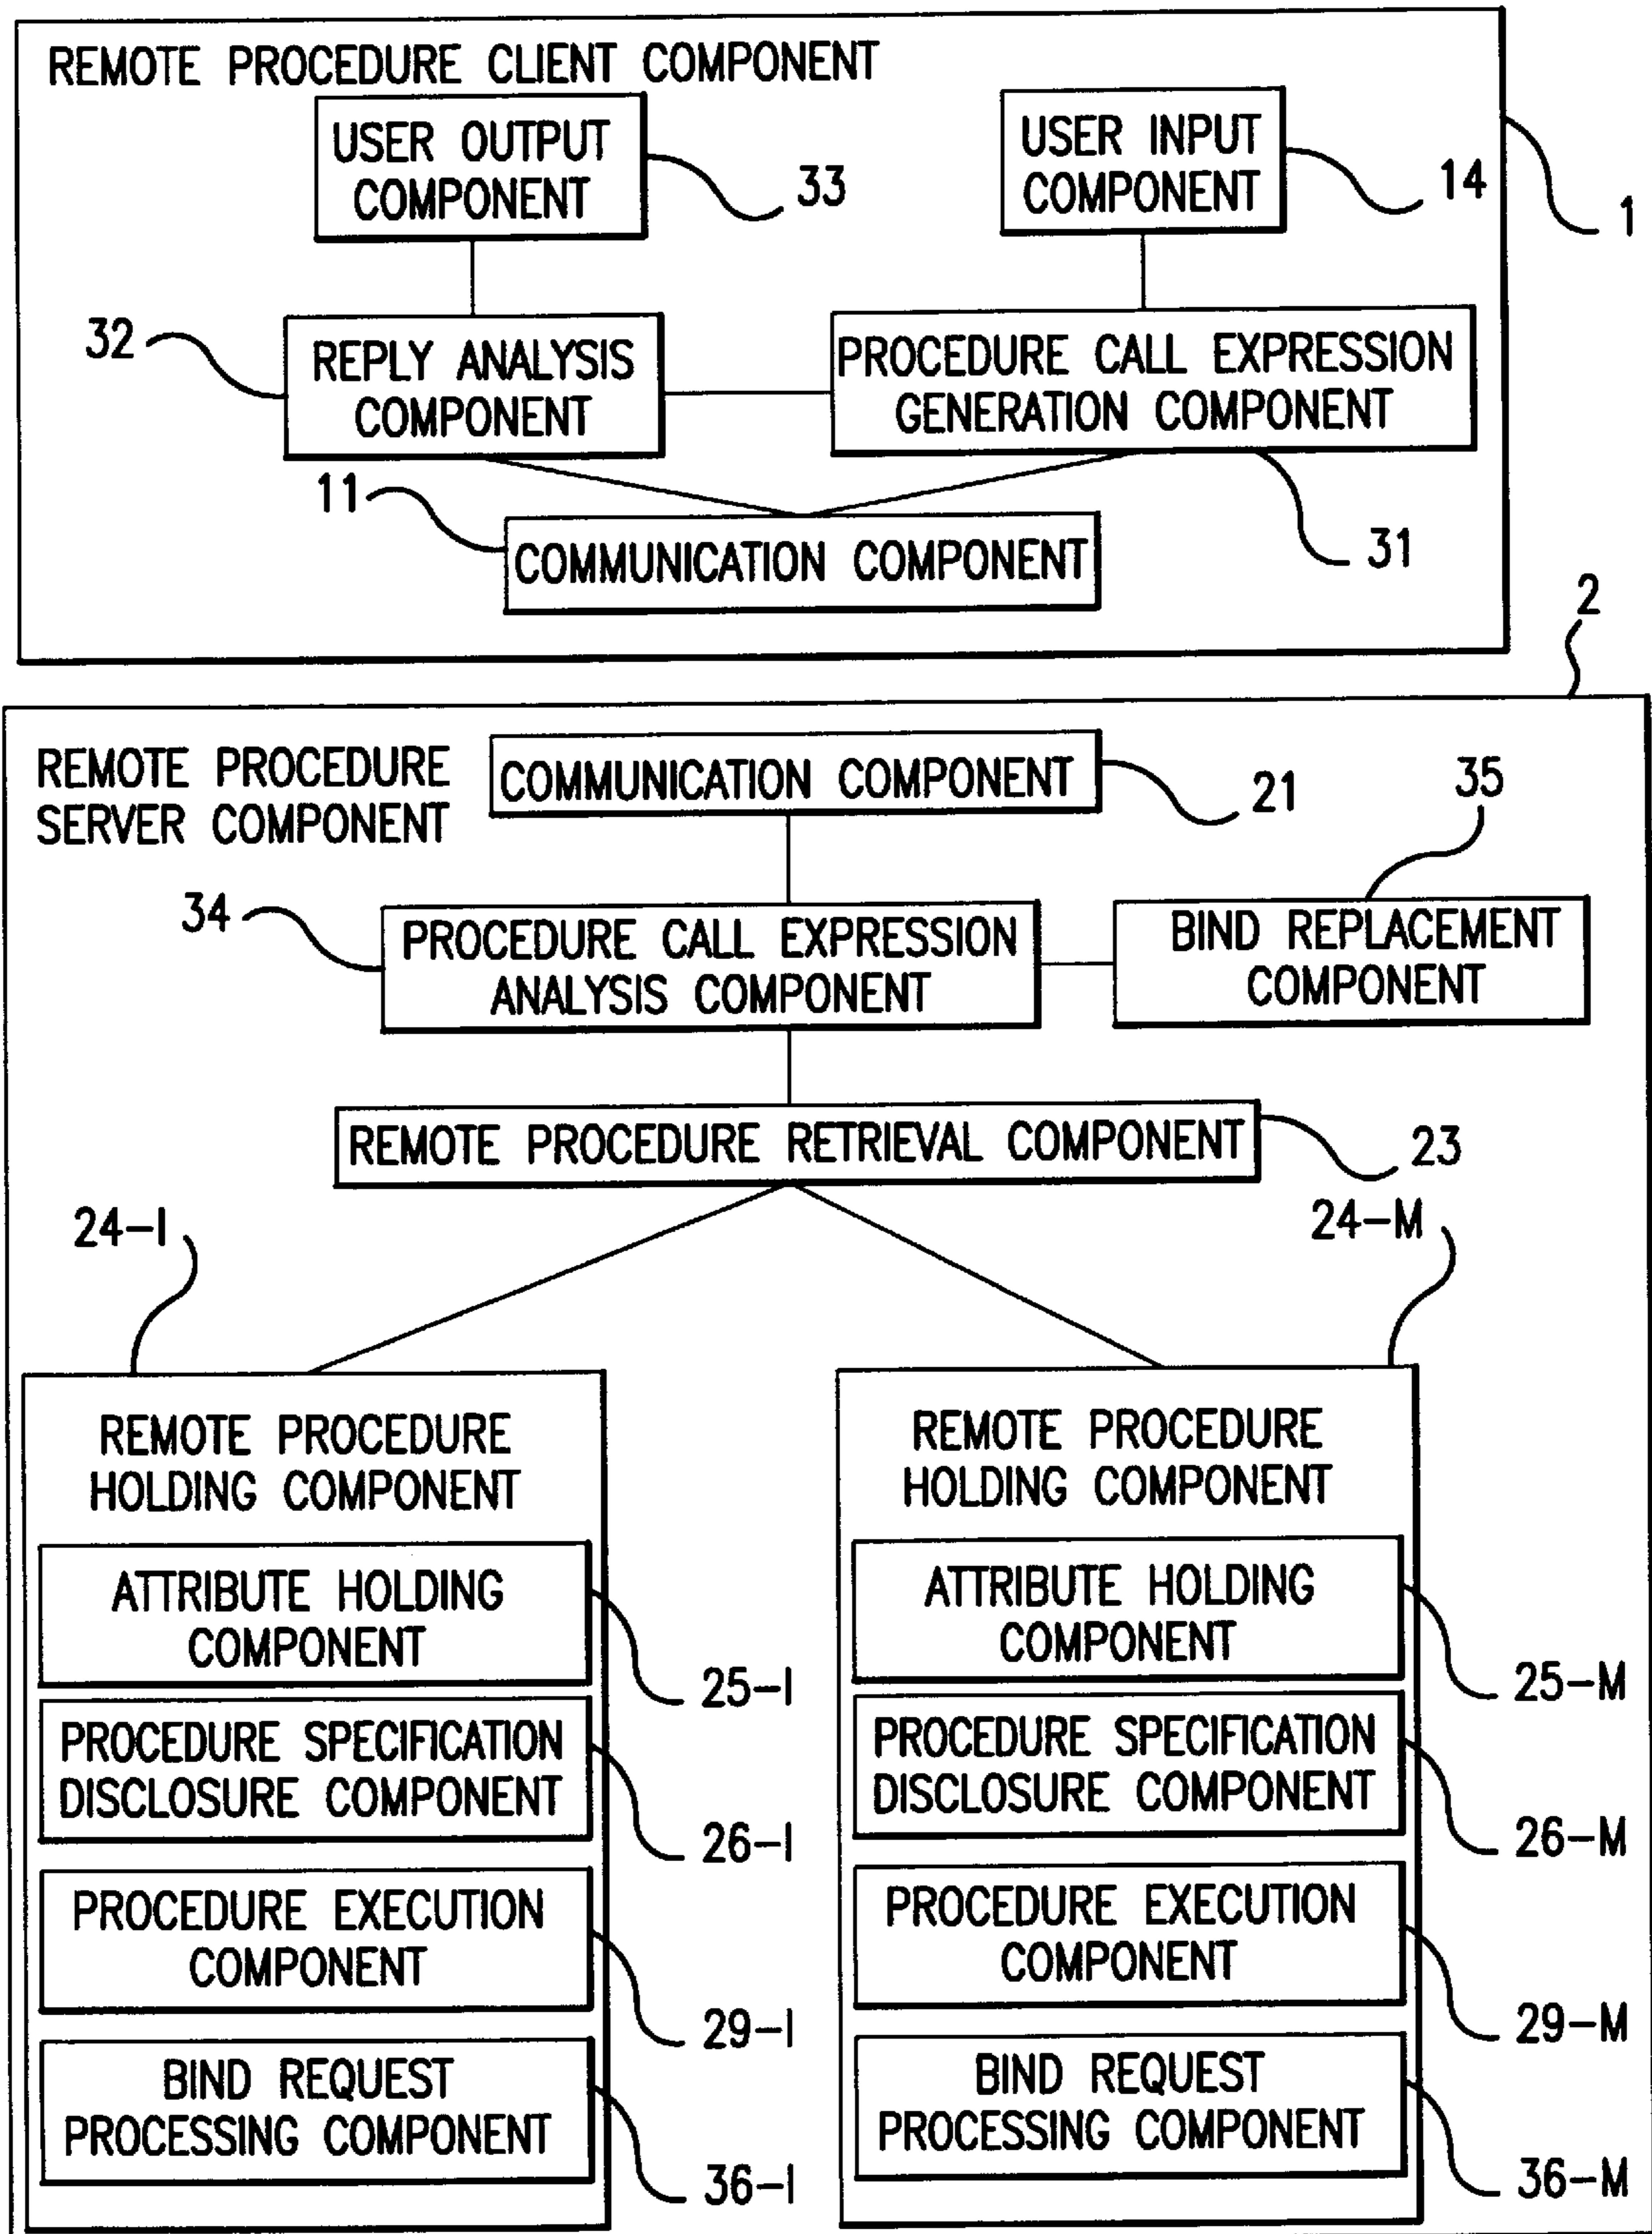 REMOTE PROCEDURE CLIENT COMPONENT
USER OUTPUT
COMPONENT
33
USER INPUT
COMPONENT
14
1
32
REPLY ANALYSIS
COMPONENT
PROCEDURE CALL EXPRESSION
GENERATION COMPONENT
11
COMMUNICATION COMPONENT
31
2
REMOTE PROCEDURE
SERVER COMPONENT
COMMUNICATION COMPONENT
21
35
34
PROCEDURE CALL EXPRESSION
ANALYSIS COMPONENT
BIND REPLACEMENT
COMPONENT
REMOTE PROCEDURE RETRIEVAL COMPONENT
23
24-1
24-M
REMOTE PROCEDURE
HOLDING COMPONENT
ATTRIBUTE HOLDING
COMPONENT
25-1
PROCEDURE SPECIFICATION
DISCLOSURE COMPONENT
26-1
PROCEDURE EXECUTION
COMPONENT
29-1
BIND REQUEST
PROCESSING COMPONENT
36-1
REMOTE PROCEDURE
HOLDING COMPONENT
ATTRIBUTE HOLDING
COMPONENT
25-M
PROCEDURE SPECIFICATION
DISCLOSURE COMPONENT
26-M
PROCEDURE EXECUTION
COMPONENT
29-M
BIND REQUEST
PROCESSING COMPONENT
36-M